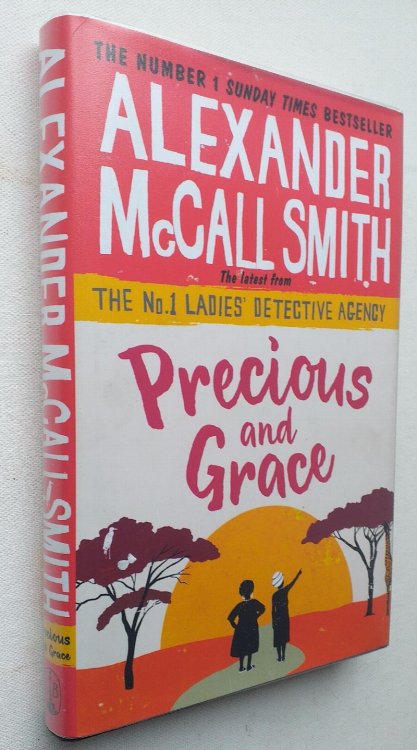 THE NUMBER 1 SUNDAY TIMES BESTSELLER
ALEXANDER
McCALL SMITH
The latest from
THE No.1 LADIES' DETECTIVE AGENCY
Precious
and
Grace
ALEXANDER McCALL SMITH
Grace